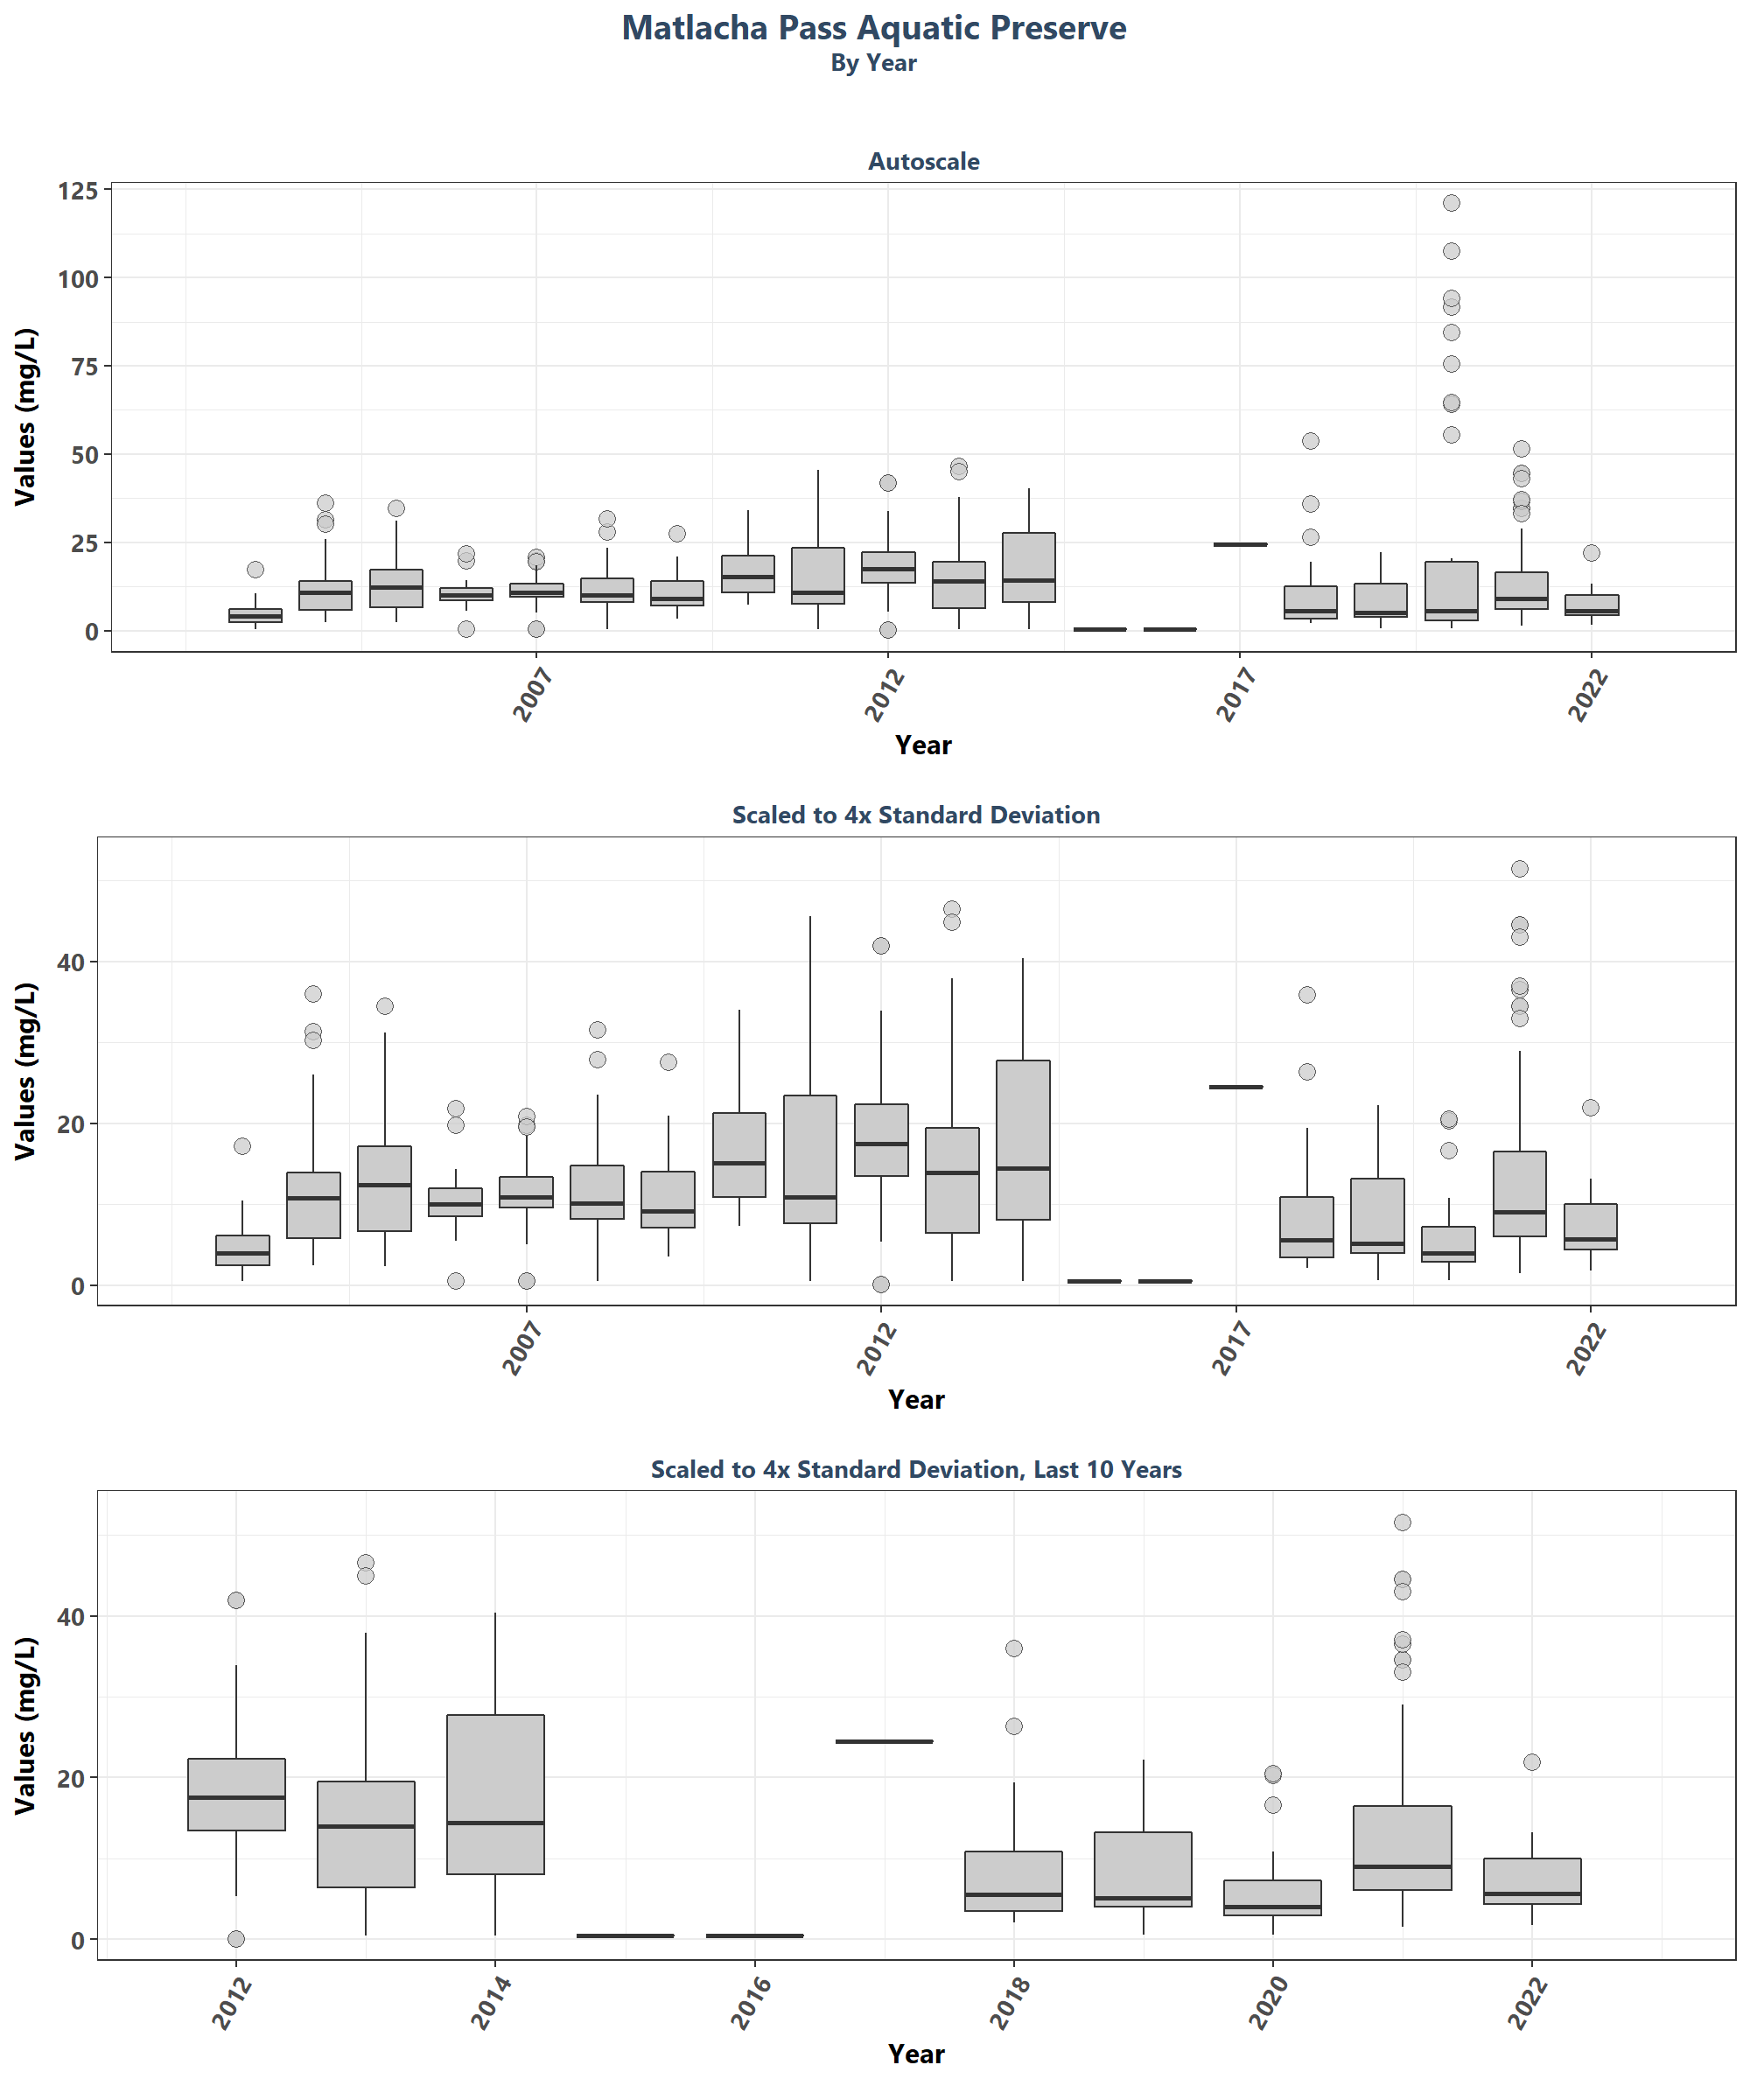 Matlacha Pass Aquatic Preserve
By Year
Autoscale
Values (mg/L)
125
100
75
50
25
0
2007
2012
2017
2022
Year
Scaled to 4x Standard Deviation
Values (mg/L)
40
20
0
2007
2012
2017
2022
Year
Scaled to 4x Standard Deviation, Last 10 Years
Values (mg/L)
40
20
0
2012
2014
2016
2018
2020
2022
Year